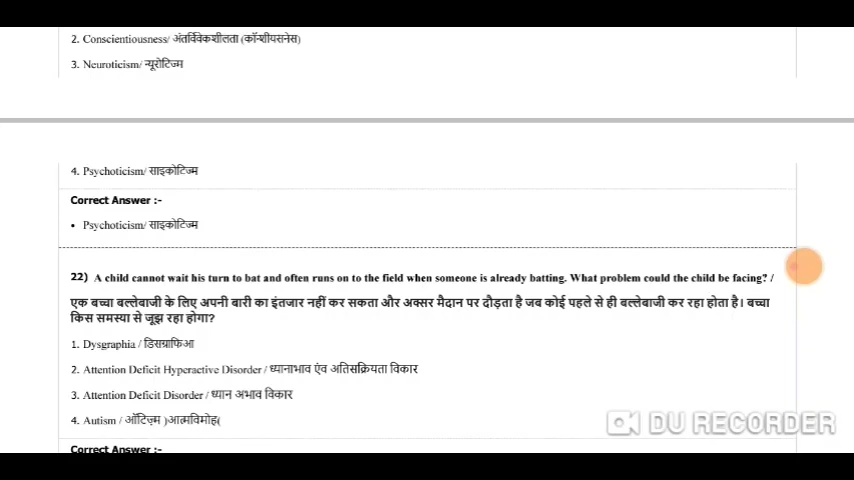 2. Conscientiousness/ अंतर्विवेकशीलता (कॉन्शीयसनेस)
3. Neuroticism/ न्यूरोटिज्म
4. Psychoticism/ साइकोटिज्म
Correct Answer :-
• Psychoticism/ साइकोटिज्म
22) A child cannot wait his turn to bat and often runs on to the field when someone is already batting. What problem could the child be facing? /
एक बच्चा बल्लेबाजी के लिए अपनी बारी का इंतजार नहीं कर सकता और अक्सर मैदान पर दौड़ता है जब कोई पहले से ही बल्लेबाजी कर रहा होता है। बच्चा
किस समस्या से जूझ रहा होगा?
1. Dysgraphia / डिसग्राफिआ
2. Attention Deficit Hyperactive Disorder / ध्यानाभाव एंव अतिसक्रियता विकार
3. Attention Deficit Disorder / ध्यान अभाव विकार
4. Autism / ऑटिज़्म )आत्मविमोह(
DU RECORDER
Correct Answer :-